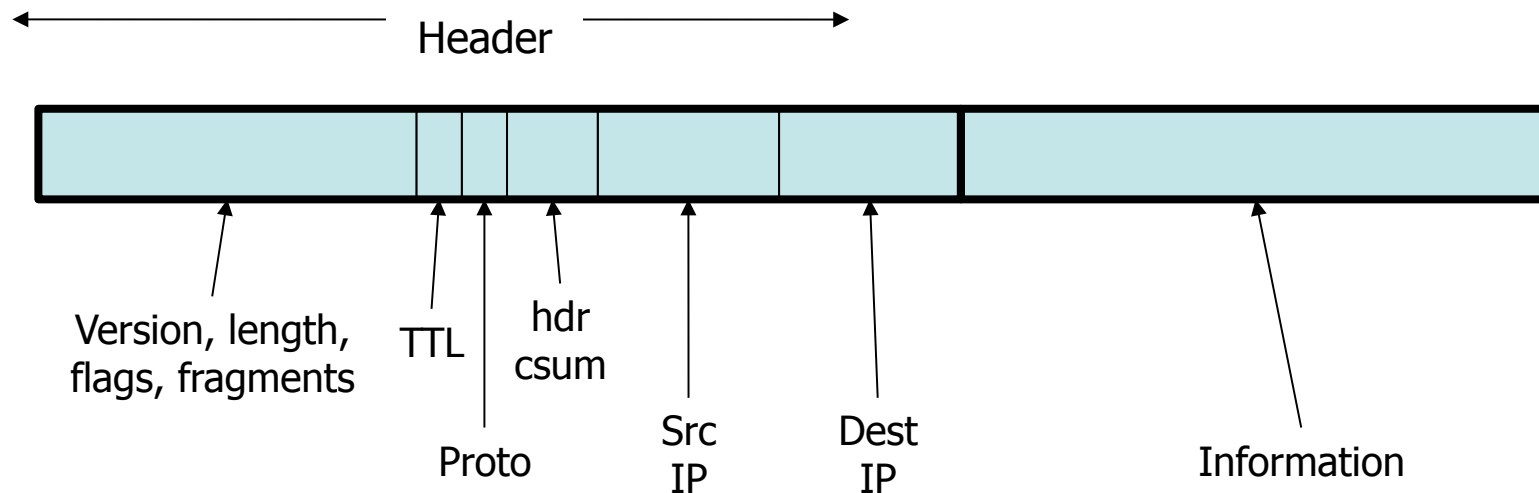 Header
Version, length,
flags, fragments
TTL
Proto
hdr
csum
Src
IP
Dest
IP
Information